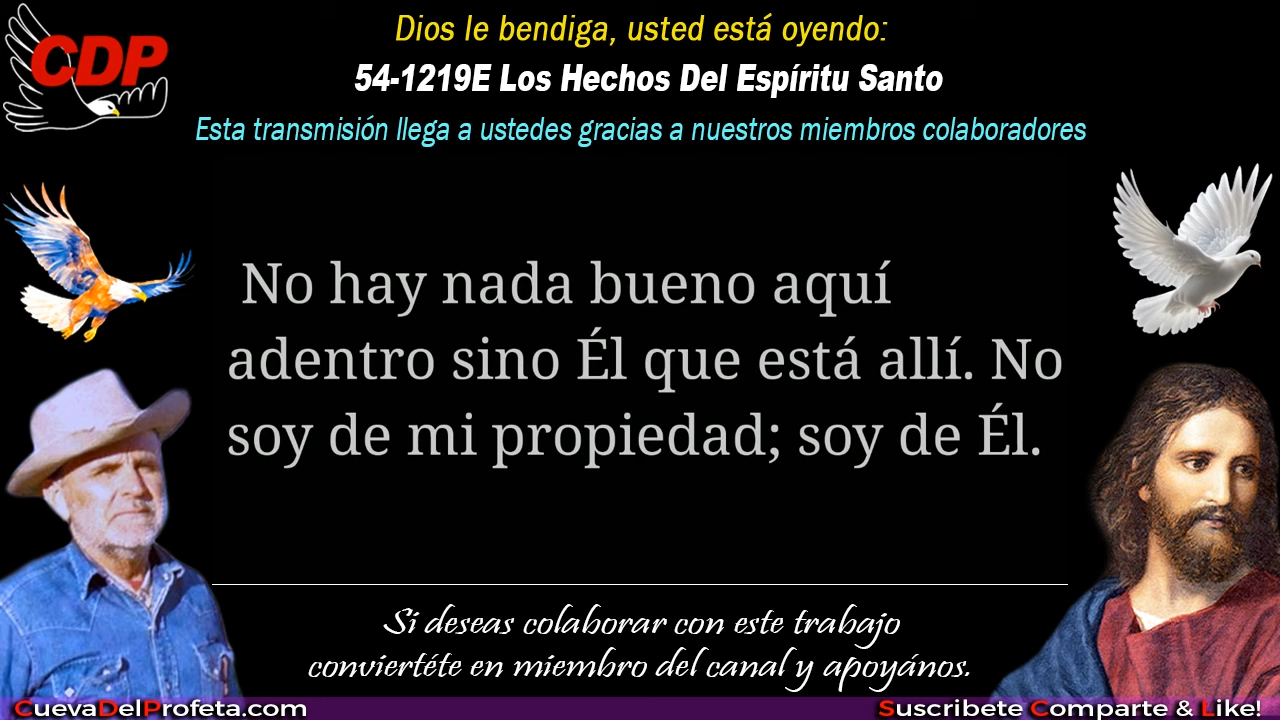 CDP
Dios le bendiga, usted está oyendo:
54-1219E Los Hechos Del Espíritu Santo
Esta transmisión llega a ustedes gracias a nuestros miembros colaboradores
No hay nada bueno aquí
adentro sino Él que está allí. No
soy de mi propiedad; soy de Él.
Si deseas colaborar con este trabajo
conviertéte en miembro del canal y apoyános.
CuevaDelProfeta.com
Suscribete Comparte & Like!